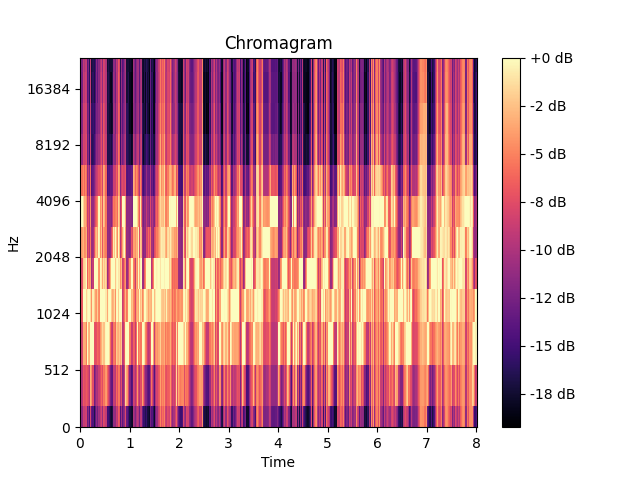 Chromagram
Hz
16384
8192
4096
2048
1024
512
0
0 1 2 3 4 5 6 7 8
Time
+0 dB
-2 dB
-5 dB
-8 dB
-10 dB
-12 dB
-15 dB
-18 dB